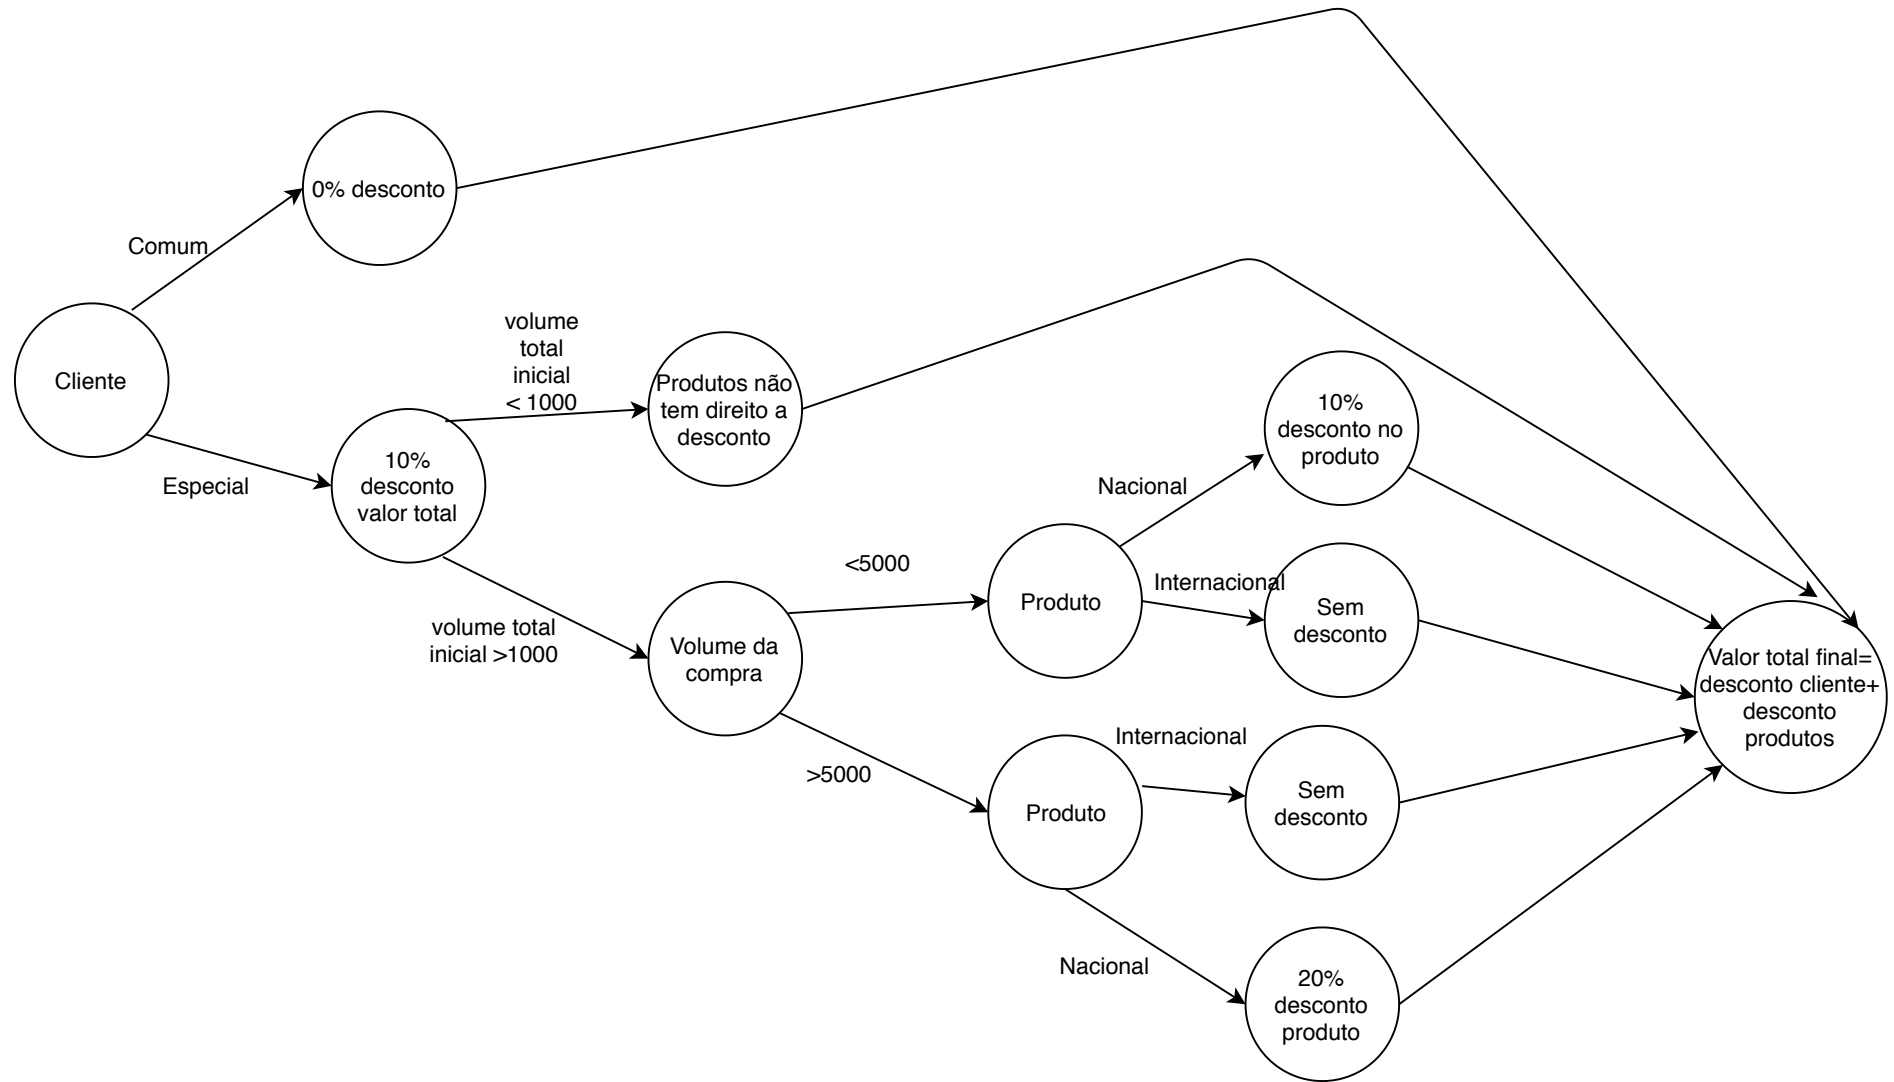 0% desconto
Comum
Cliente
Especial
volume
total
inicial
< 1000
10%
desconto
valor total
Produtos não
tem direito a
desconto
volume total
inicial >1000
Volume da
compra
<5000
>5000
Produto
Nacional
10%
desconto no
produto
Internacional
Sem
desconto
Produto
Internacional
Sem
desconto
Nacional
20%
desconto
produto
Valor total final=
desconto cliente+
desconto
produtos